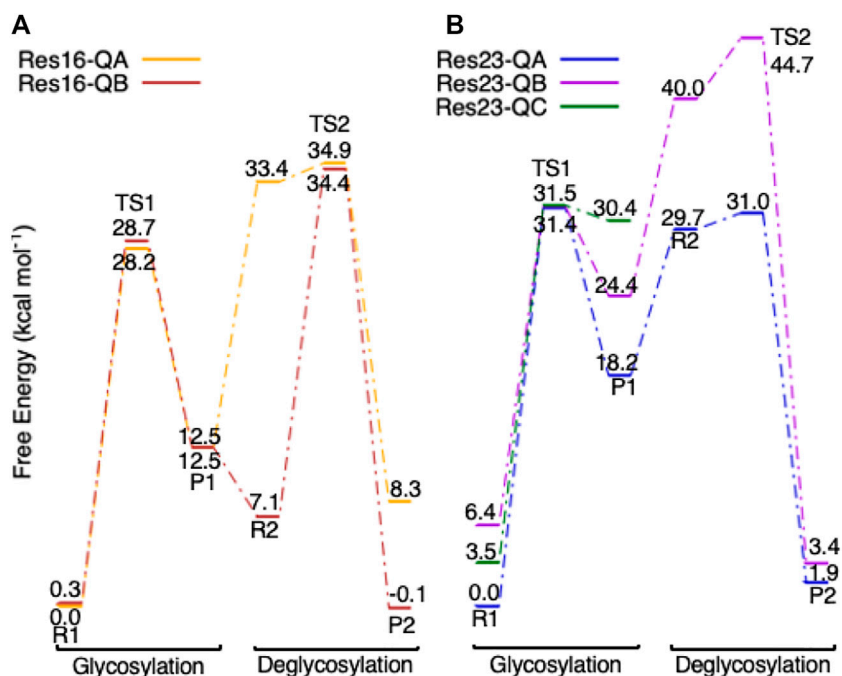 A
Res16-QA
Res16-QB
TS1
28.7
28.2
12.5
12.5
P1
33.4
7.1
R2
TS2
34.9
34.4
8.3
-0.1
P2
0.3
0.0
R1
Free Energy (kcal mol⁻¹)
Glycosylation
Deglycosylation
B
Res23-QA
Res23-QB
Res23-QC
TS1
31.5
31.4
30.4
24.4
18.2
P1
40.0
29.7
R2
TS2
44.7
31.0
6.4
3.5
0.0
R1
3.4
1.9
P2
Glycosylation
Deglycosylation